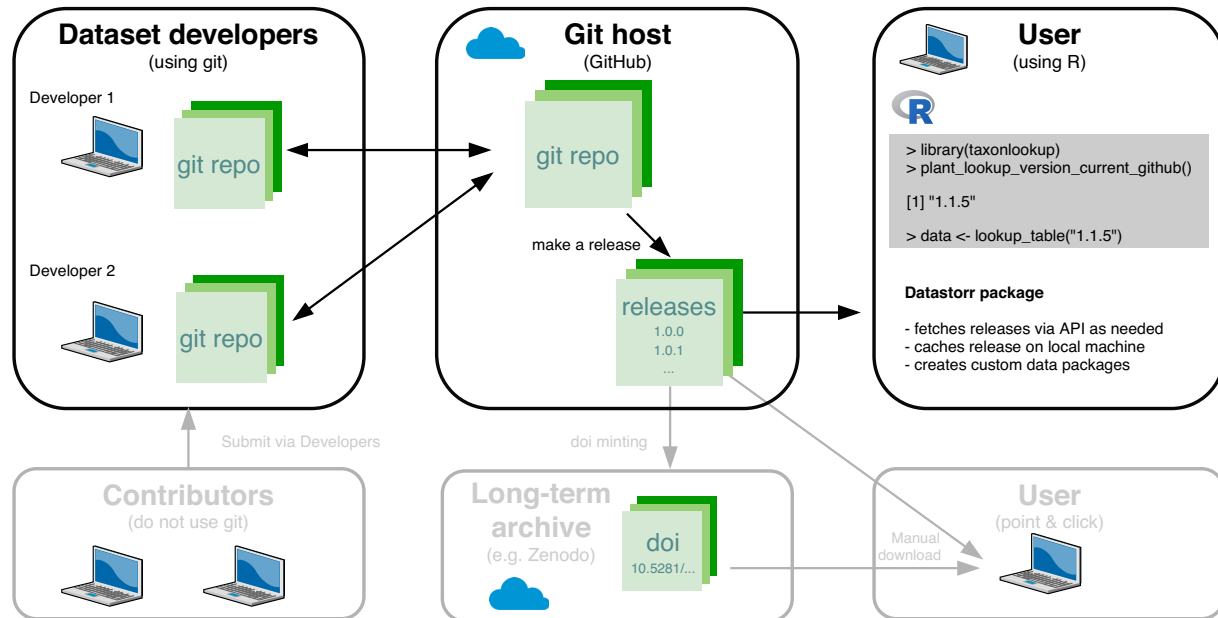 Dataset developers
(using git)
Developer 1
git repo
Developer 2
git repo
Git host
(GitHub)
git repo
make a release
releases
1.0.0
1.0.1
...
User
(using R)
R
> library(taxonlookup)
> plant_lookup_version_current_github()
[1] "1.1.5"
> data <- lookup_table("1.1.5")
Datastorr package
- fetches releases via API as needed
- caches release on local machine
- creates custom data packages
Submit via Developers
doi minting
Contributors
(do not use git)
Long-term
archive
(e.g. Zenodo)
doi
10.5281/...
Manual
download
User
(point & click)